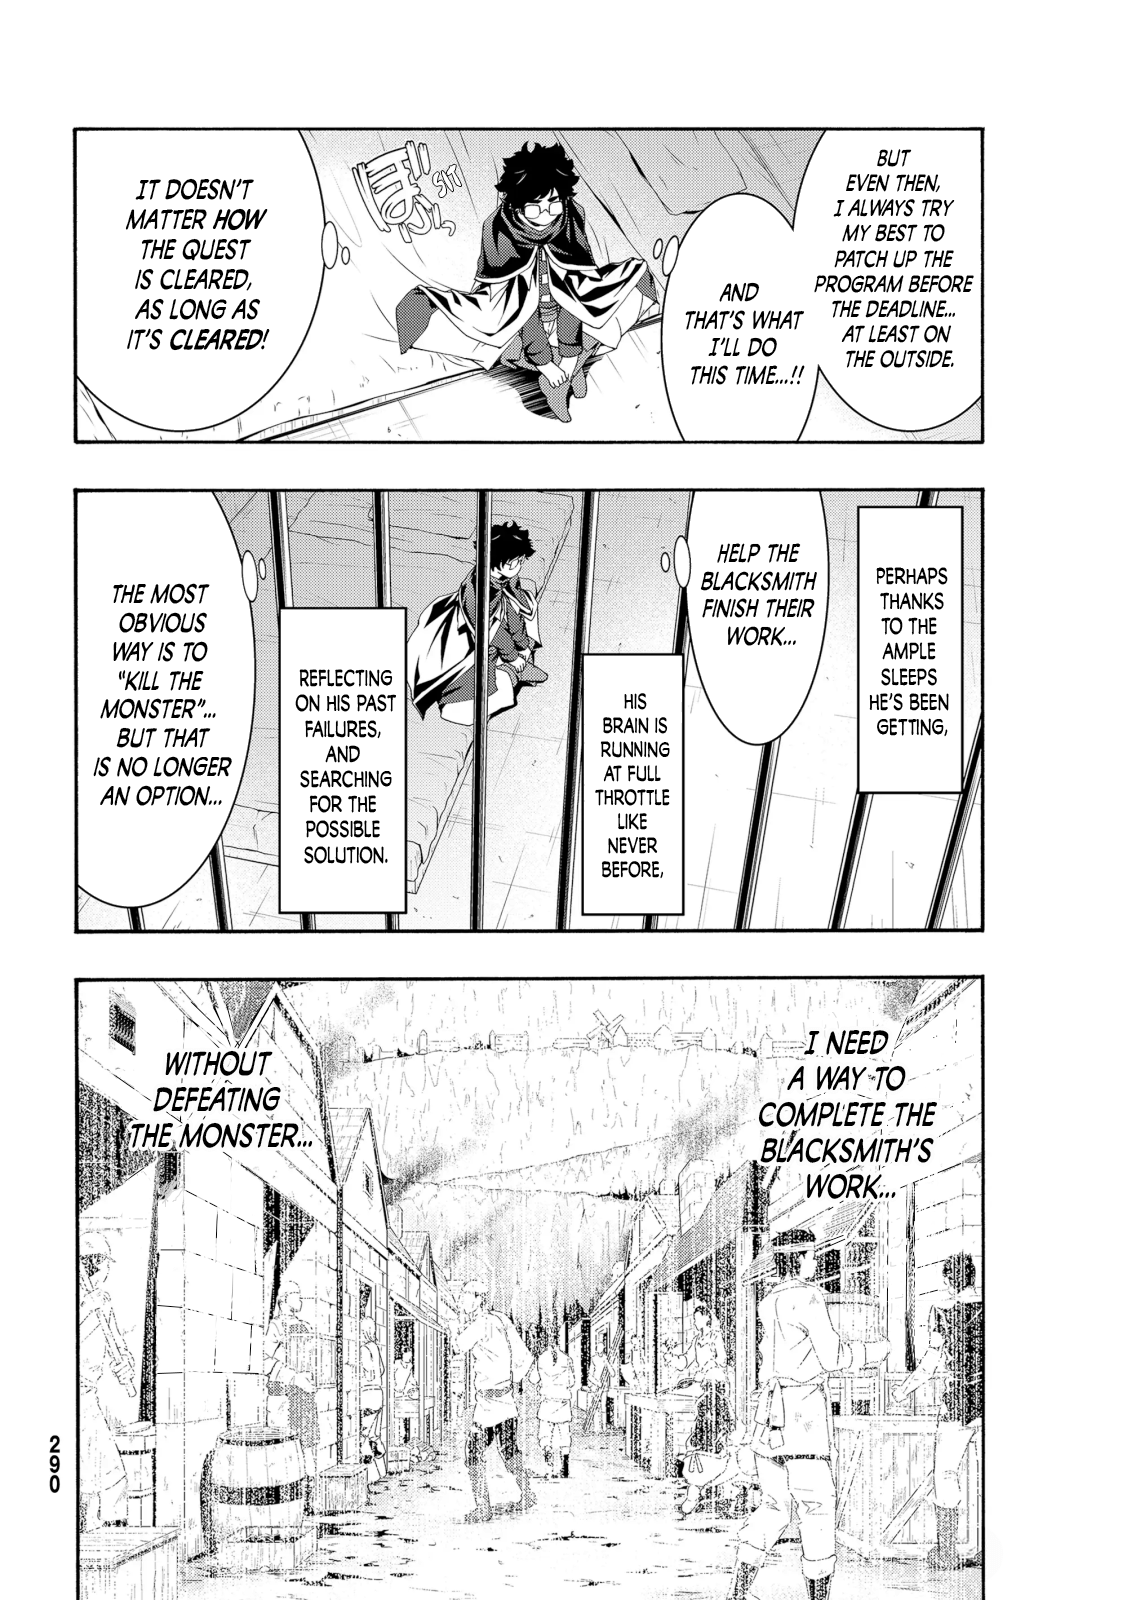 BUT
EVEN THEN,
I ALWAYS TRY
MY BEST TO
PATCH UP THE
PROGRAM BEFORE
THE DEADLINE...
AT LEAST ON
THE OUTSIDE.
AND
THAT'S WHAT
I'LL DO
THIS TIME...!!
SIT
IT DOESN'T
MATTER HOW
THE QUEST
IS CLEARED,
AS LONG AS
IT'S CLEARED!
PERHAPS
THANKS
TO THE
AMPLE
SLEEPS
HE'S BEEN
GETTING,
HELP THE
BLACKSMITH
FINISH THEIR
WORK...
HIS
BRAIN IS
RUNNING
AT FULL
THROTTLE
LIKE
NEVER
BEFORE,
REFLECTING
ON HIS PAST
FAILURES,
AND
SEARCHING
FOR THE
POSSIBLE
SOLUTION.
THE MOST
OBVIOUS
WAY IS TO
"KILL THE
MONSTER"...
BUT THAT
IS NO LONGER
AN OPTION...
I NEED
A WAY TO
COMPLETE THE
BLACKSMITH'S
WORK...
WITHOUT
DEFEATING
THE MONSTER...
290